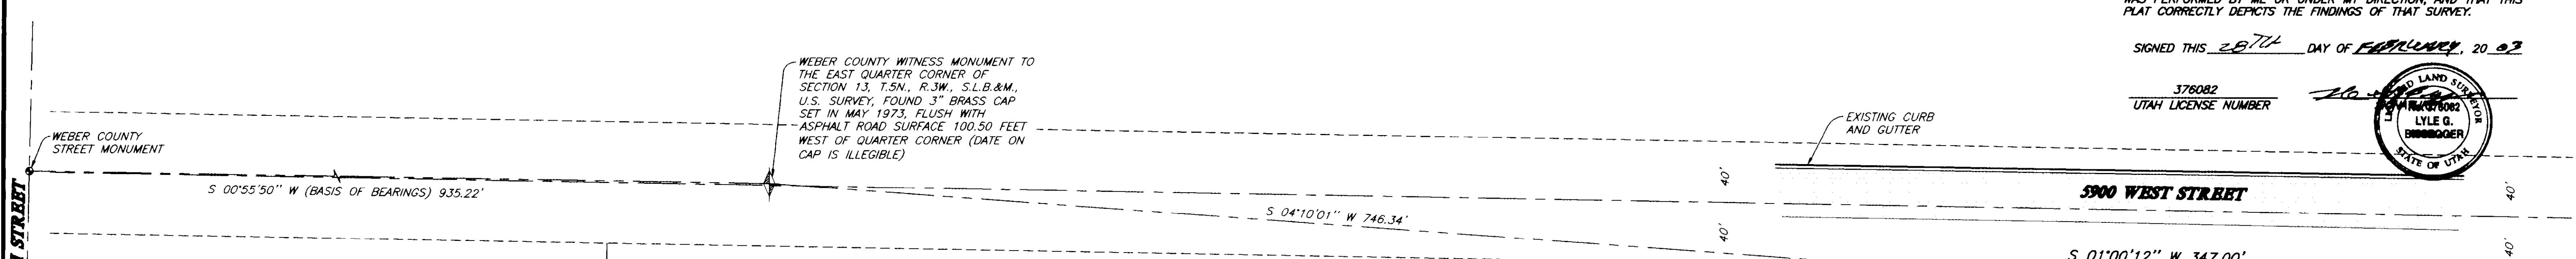 PLAT CORRECTLY DEPICTS THE FINDINGS OF THAT SURVEY.
SIGNED THIS 28TH DAY OF FEBRUARY, 20 03
376082
UTAH LICENSE NUMBER
LAND
LYLE G.
STATE OF UTAH
WEBER COUNTY WITNESS MONUMENT TO
THE EAST QUARTER CORNER OF
SECTION 13, T.5N., R.3W., S.L.B.&M.,
U.S. SURVEY, FOUND 3" BRASS CAP
SET IN MAY 1973, FLUSH WITH
ASPHALT ROAD SURFACE 100.50 FEET
WEST OF QUARTER CORNER (DATE ON
CAP IS ILLEGIBLE)
EXISTING CURB
AND GUTTER
WEBER COUNTY
STREET MONUMENT
S 00°55'50" W (BASIS OF BEARINGS) 935.22'
S 04°10'01" W 746.34'
40'
40'
5900 WEST STREET
40'
40'
STREET
S 01°00'12" W 347.00'